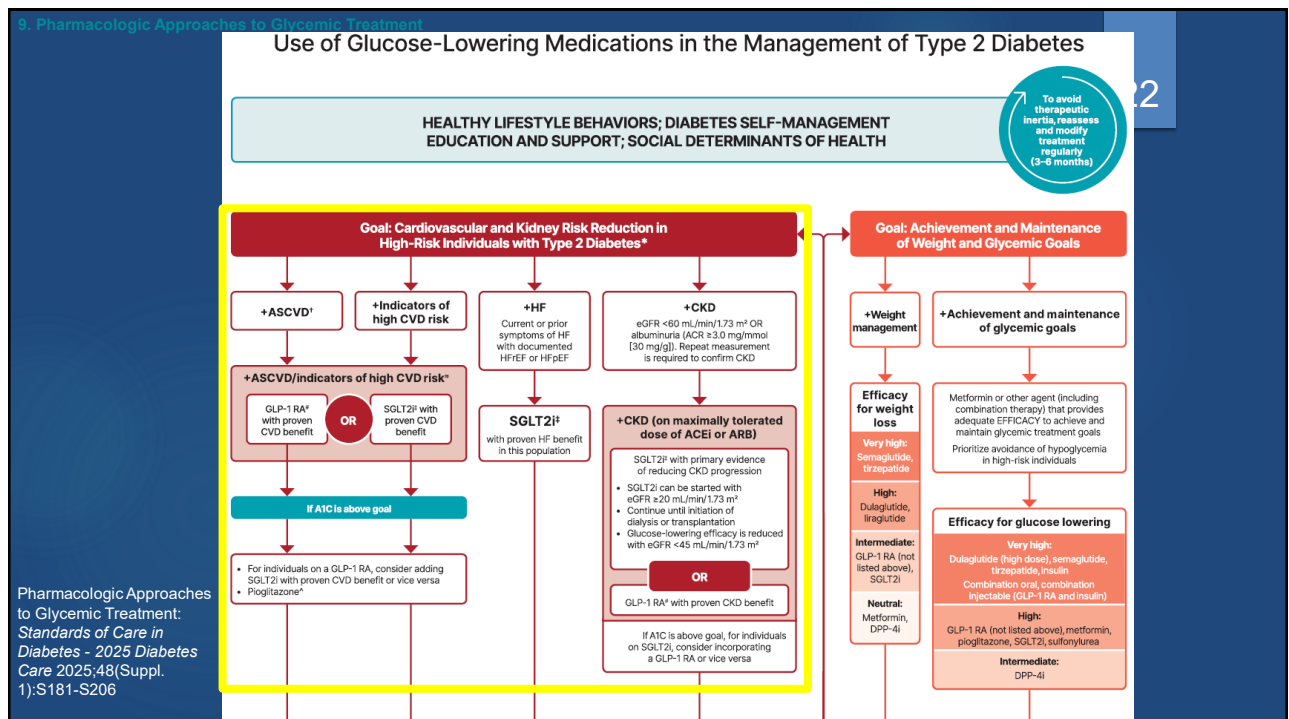 9. Pharmacologic Approaches to Glycemic Treatment
Use of Glucose-Lowering Medications in the Management of Type 2 Diabetes
22
HEALTHY LIFESTYLE BEHAVIORS; DIABETES SELF-MANAGEMENT
EDUCATION AND SUPPORT; SOCIAL DETERMINANTS OF HEALTH
To avoid
therapeutic
inertia, reassess
and modify
treatment
regularly
(3–6 months)
Goal: Cardiovascular and Kidney Risk Reduction in
High-Risk Individuals with Type 2 Diabetes*
+ASCVD†
+Indicators of
high CVD risk
+ASCVD/indicators of high CVD risk¤
GLP-1 RA#
with proven
CVD benefit
OR
SGLT2i‡ with
proven CVD
benefit
If A1C is above goal
• For individuals on a GLP-1 RA, consider adding
SGLT2i with proven CVD benefit or vice versa
• Pioglitazone^
+HF
Current or prior
symptoms of HF
with documented
HFrEF or HFpEF
SGLT2i‡
with proven HF benefit
in this population
+CKD
eGFR <60 mL/min/1.73 m² OR
albuminuria (ACR ≥3.0 mg/mmol
[30 mg/g]). Repeat measurement
is required to confirm CKD
+CKD (on maximally tolerated
dose of ACEi or ARB)
SGLT2i‡ with primary evidence
of reducing CKD progression
• SGLT2i can be started with
eGFR ≥20 mL/min/1.73 m²
• Continue until initiation of
dialysis or transplantation
• Glucose-lowering efficacy is reduced
with eGFR <45 mL/min/1.73 m²
OR
GLP-1 RA# with proven CKD benefit
If A1C is above goal, for individuals
on SGLT2i, consider incorporating
a GLP-1 RA or vice versa
Goal: Achievement and Maintenance
of Weight and Glycemic Goals
+Weight
management
Efficacy
for weight
loss
Very high:
Semaglutide,
tirzepatide
High:
Dulaglutide,
liraglutide
Intermediate:
GLP-1 RA (not
listed above),
SGLT2i
Neutral:
Metformin,
DPP-4i
+Achievement and maintenance
of glycemic goals
Metformin or other agent (including
combination therapy) that provides
adequate EFFICACY to achieve and
maintain glycemic treatment goals
Prioritize avoidance of hypoglycemia
in high-risk individuals
Efficacy for glucose lowering
Very high:
Dulaglutide (high dose), semaglutide,
tirzepatide, insulin
Combination oral, combination
injectable (GLP-1 RA and insulin)
High:
GLP-1 RA (not listed above), metformin,
pioglitazone, SGLT2i, sulfonylurea
Intermediate:
DPP-4i
Pharmacologic Approaches
to Glycemic Treatment:
Standards of Care in
Diabetes - 2025 Diabetes
Care 2025;48(Suppl.
1):S181-S206